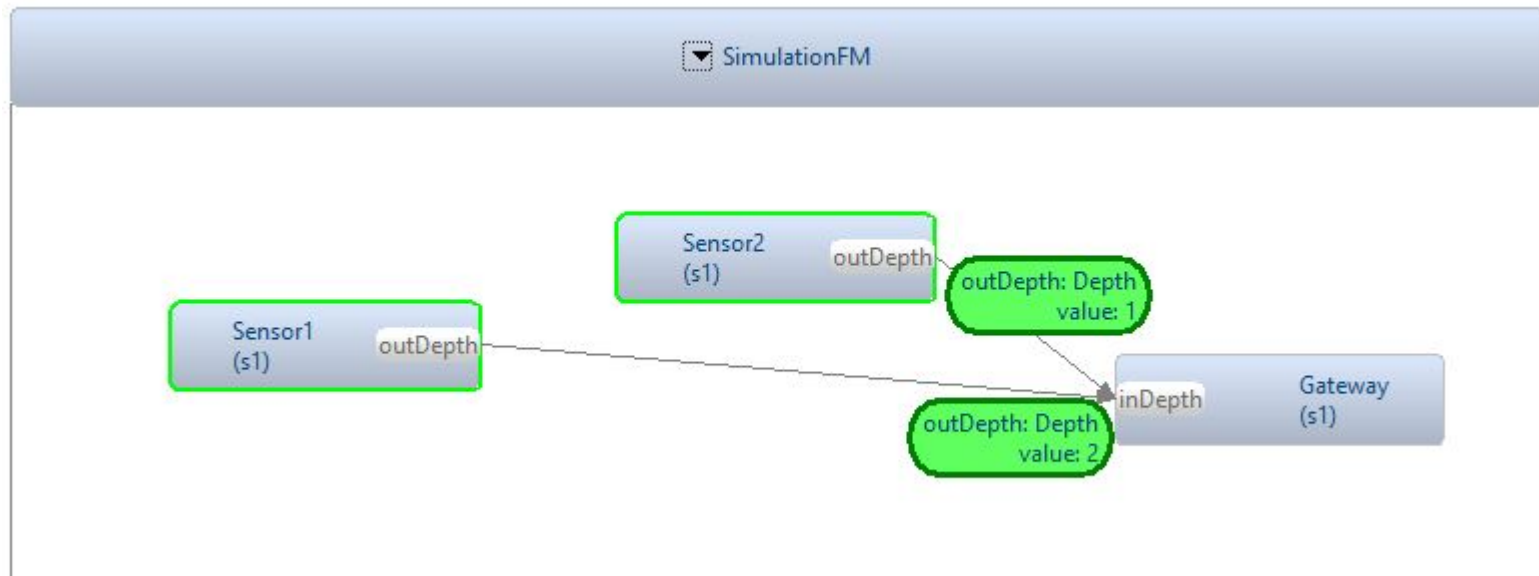 SimulationFM
Sensor2
(s1)
outDepth
outDepth: Depth
value: 1
Sensor1
(s1)
outDepth
inDepth
Gateway
(s1)
outDepth: Depth
value: 2